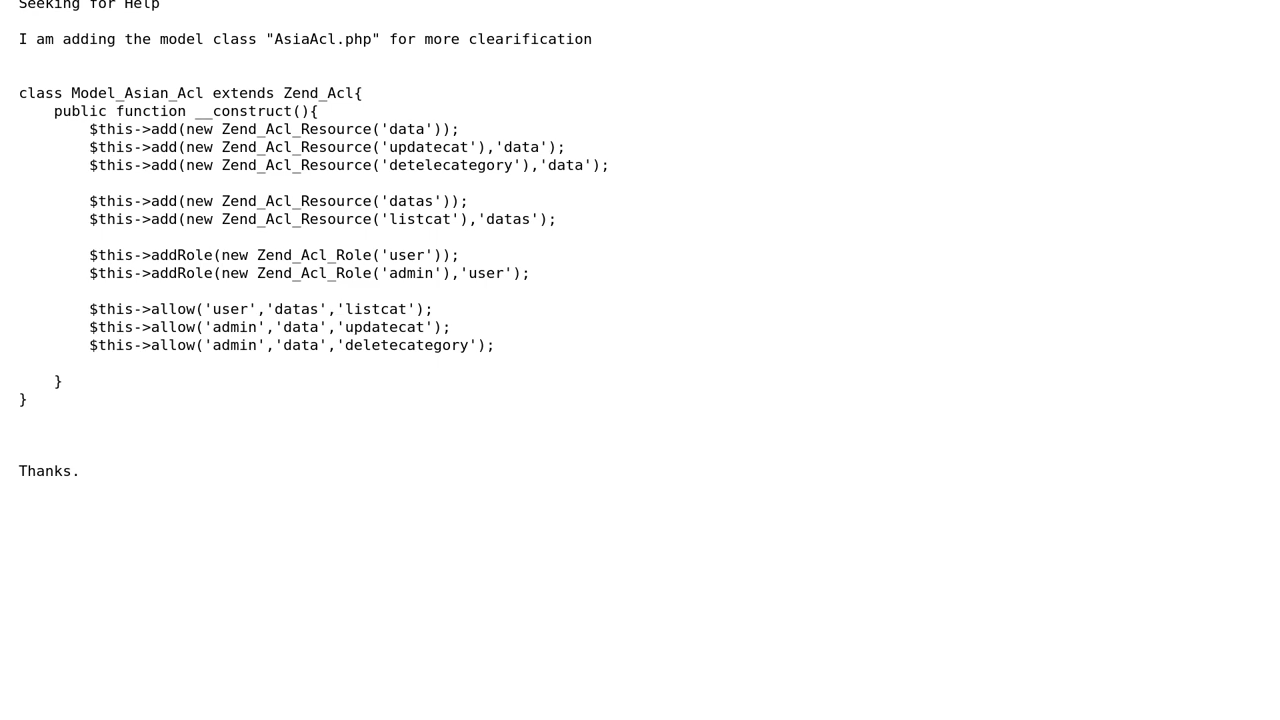 Seeking for Help
I am adding the model class "AsiaAcl.php" for more clearification
class Model_Asian_Acl extends Zend_Acl{
    public function __construct(){
        $this->add(new Zend_Acl_Resource('data'));
        $this->add(new Zend_Acl_Resource('updatecat'),'data');
        $this->add(new Zend_Acl_Resource('detelecategory'),'data');
        $this->add(new Zend_Acl_Resource('datas'));
        $this->add(new Zend_Acl_Resource('listcat'),'datas');
        $this->addRole(new Zend_Acl_Role('user'));
        $this->addRole(new Zend_Acl_Role('admin'),'user');
        $this->allow('user','datas','listcat');
        $this->allow('admin','data','updatecat');
        $this->allow('admin','data','deletecategory');
    }
}
Thanks.